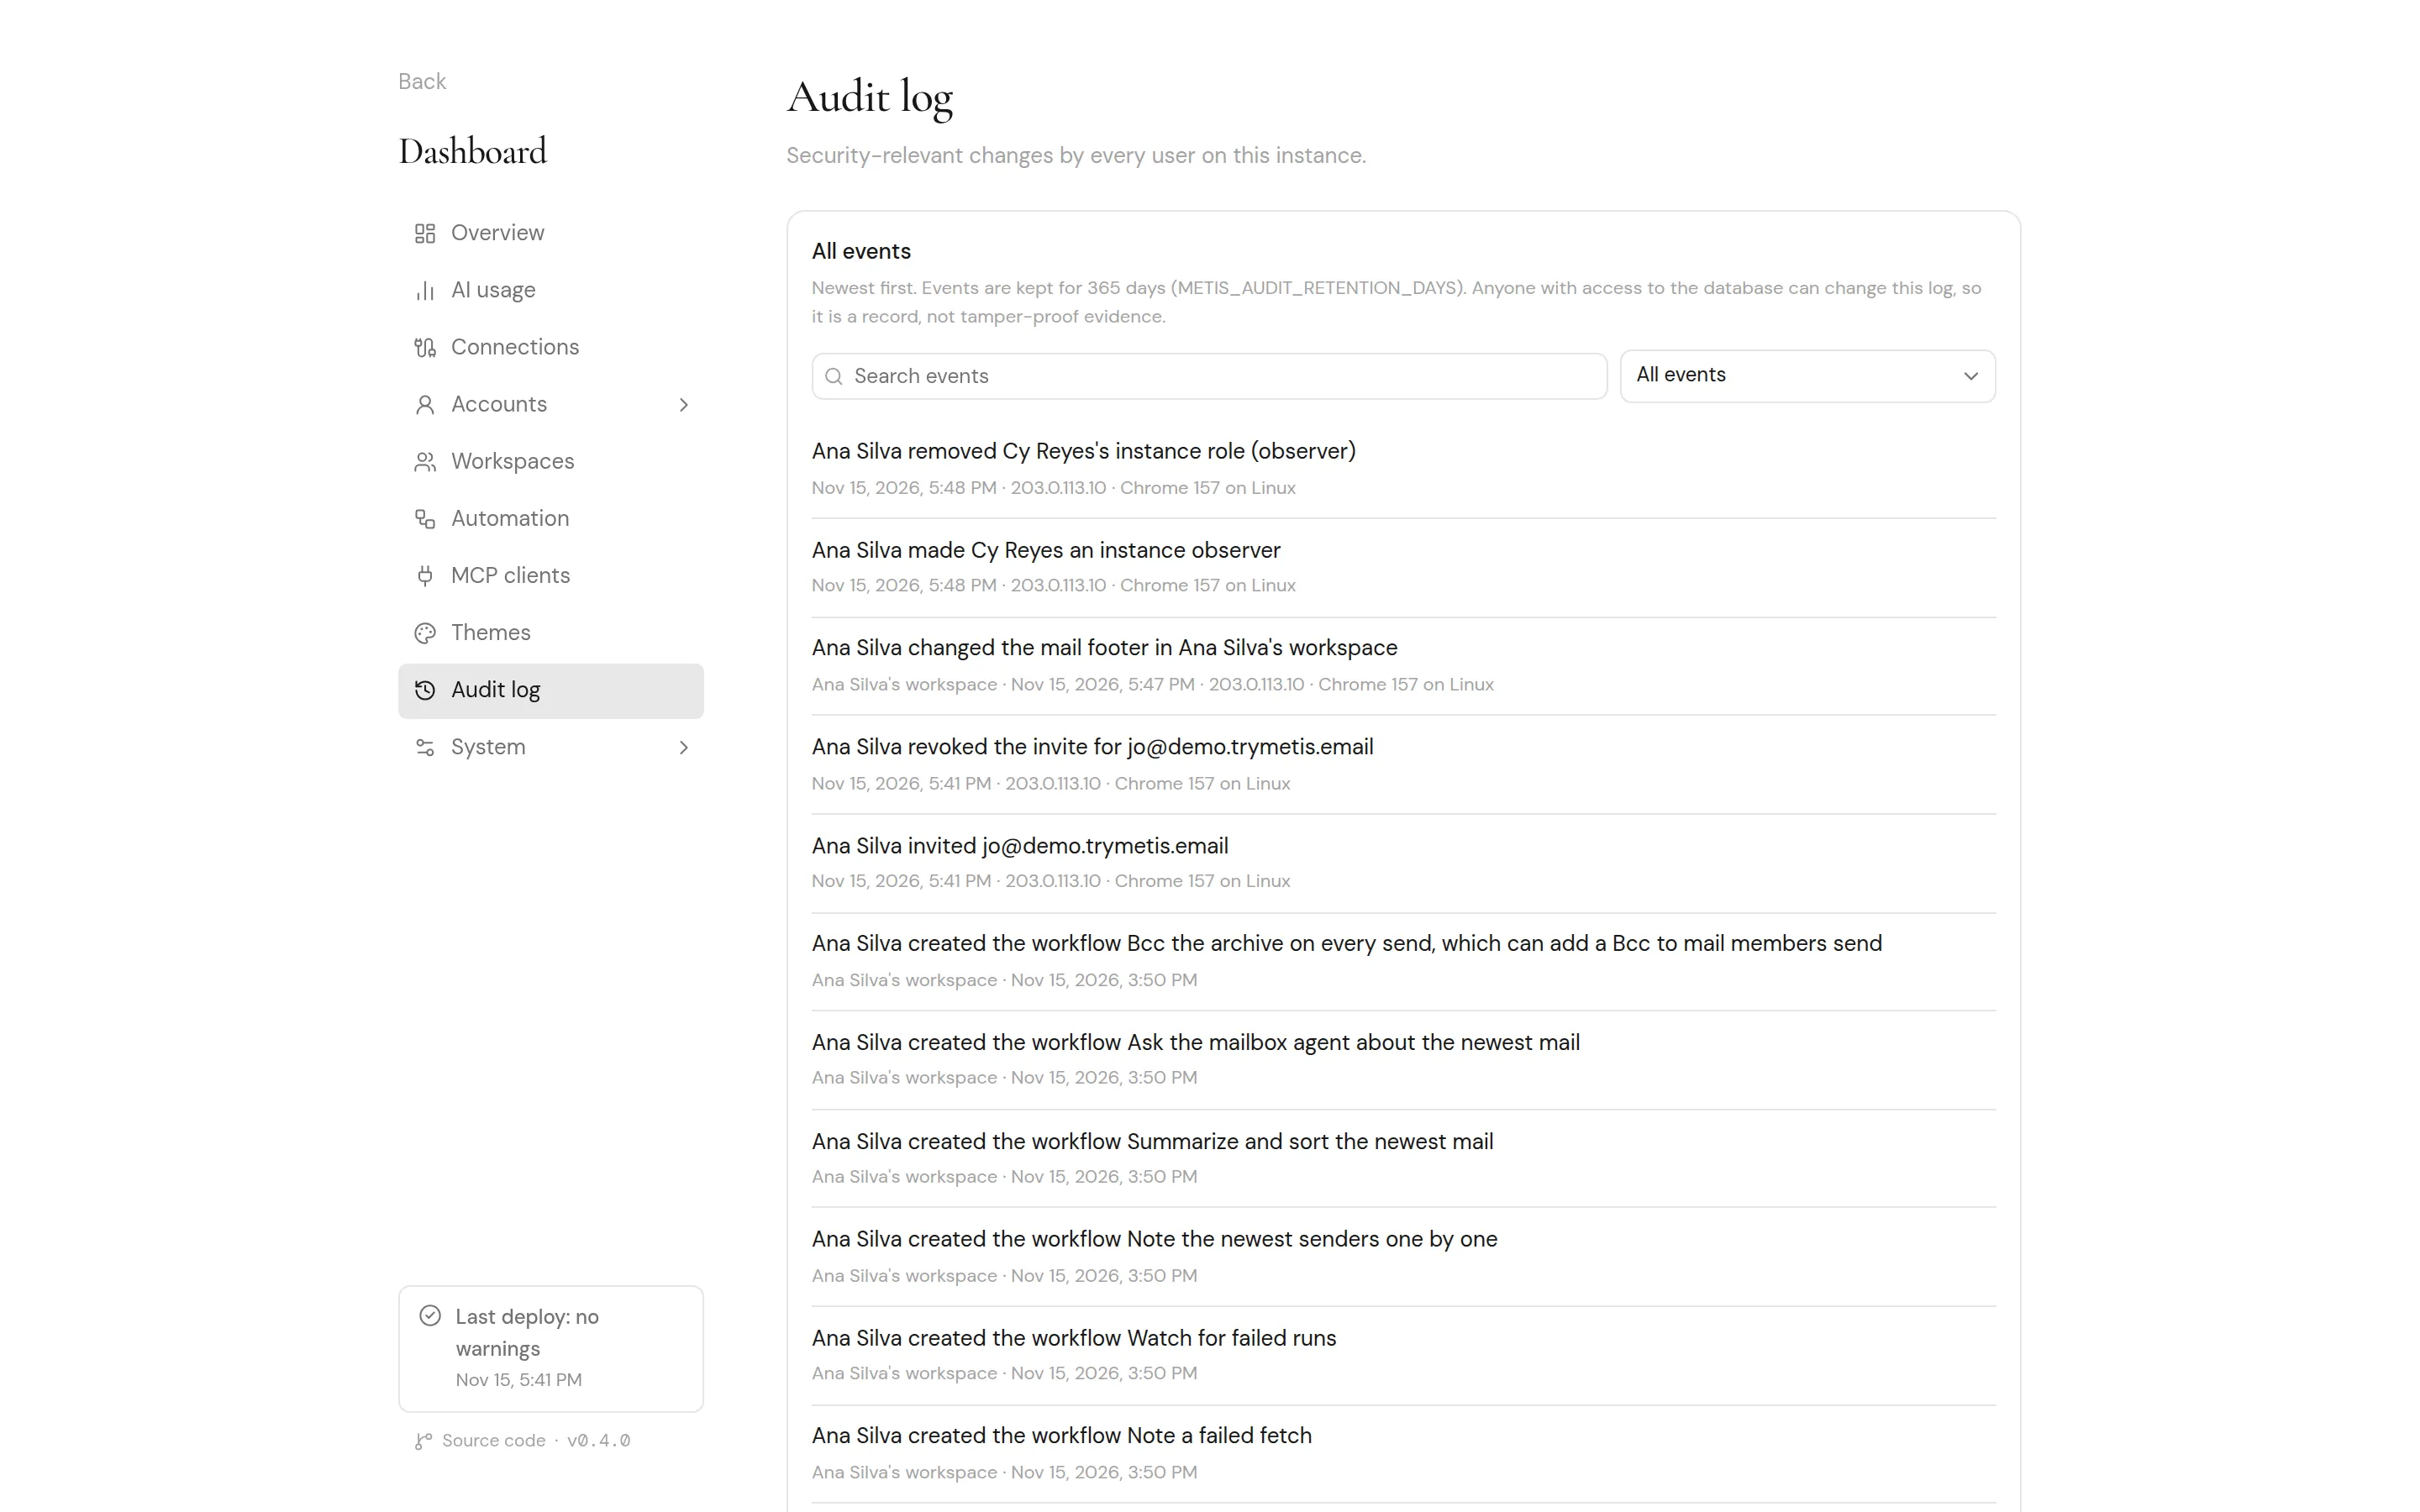 Back
Dashboard
Overview
AI usage
Connections
Accounts
Workspaces
Automation
MCP clients
Themes
Audit log
System
Last deploy: no
warnings
Nov 15, 5:41 PM
Source code · v0.4.0
Audit log
Security-relevant changes by every user on this instance.
All events
Newest first. Events are kept for 365 days (METIS_AUDIT_RETENTION_DAYS). Anyone with access to the database can change this log, so
it is a record, not tamper-proof evidence.
Search events
All events
Ana Silva removed Cy Reyes's instance role (observer)
Nov 15, 2026, 5:48 PM · 203.0.113.10 · Chrome 157 on Linux
Ana Silva made Cy Reyes an instance observer
Nov 15, 2026, 5:48 PM · 203.0.113.10 · Chrome 157 on Linux
Ana Silva changed the mail footer in Ana Silva's workspace
Ana Silva's workspace · Nov 15, 2026, 5:47 PM · 203.0.113.10 · Chrome 157 on Linux
Ana Silva revoked the invite for jo@demo.trymetis.email
Nov 15, 2026, 5:41 PM · 203.0.113.10 · Chrome 157 on Linux
Ana Silva invited jo@demo.trymetis.email
Nov 15, 2026, 5:41 PM · 203.0.113.10 · Chrome 157 on Linux
Ana Silva created the workflow Bcc the archive on every send, which can add a Bcc to mail members send
Ana Silva's workspace · Nov 15, 2026, 3:50 PM
Ana Silva created the workflow Ask the mailbox agent about the newest mail
Ana Silva's workspace · Nov 15, 2026, 3:50 PM
Ana Silva created the workflow Summarize and sort the newest mail
Ana Silva's workspace · Nov 15, 2026, 3:50 PM
Ana Silva created the workflow Note the newest senders one by one
Ana Silva's workspace · Nov 15, 2026, 3:50 PM
Ana Silva created the workflow Watch for failed runs
Ana Silva's workspace · Nov 15, 2026, 3:50 PM
Ana Silva created the workflow Note a failed fetch
Ana Silva's workspace · Nov 15, 2026, 3:50 PM